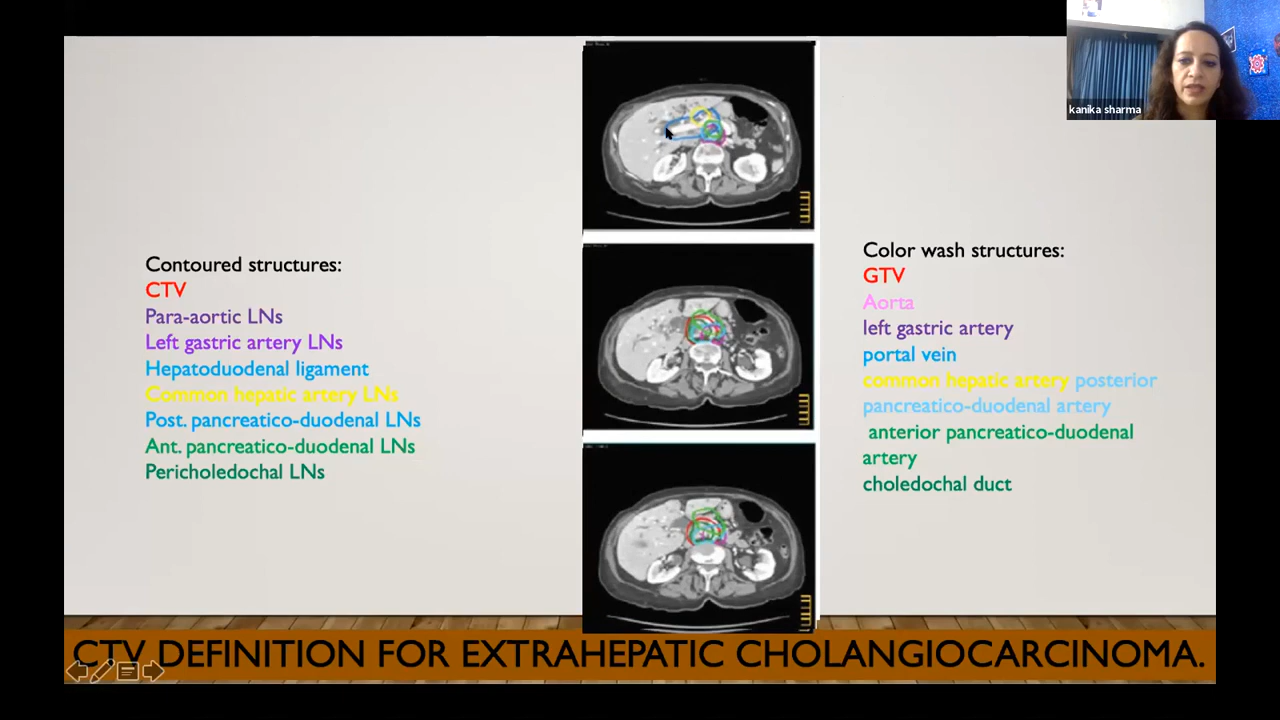 kanika sharma
Contoured structures:
CTV
Para-aortic LNs
Left gastric artery LNs
Hepatoduodenal ligament
Common hepatic artery LNs
Post. pancreatico-duodenal LNs
Ant. pancreatico-duodenal LNs
Pericholedochal LNs
Color wash structures:
GTV
Aorta
left gastric artery
portal vein
common hepatic artery posterior
pancreatico-duodenal artery
anterior pancreatico-duodenal
artery
choledochal duct
CTV DEFINITION FOR EXTRAHEPATIC CHOLANGIOCARCINOMA.